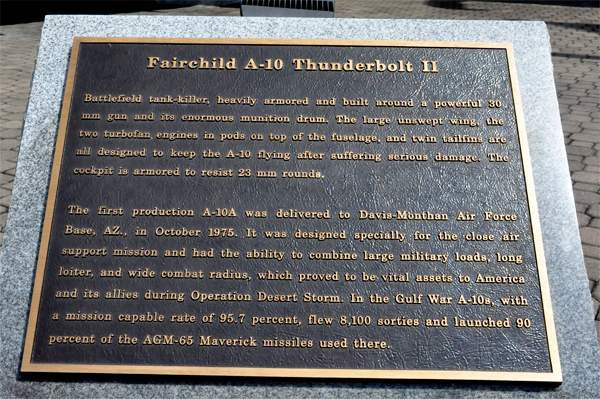 Fairchild A-10 Thunderbolt II
Battlefield tank-killer, heavily armored and built around a powerful 30
mm gun and its enormous munition drum. The large unswept wing, the
two turbofan engines in pods on top of the fuselage, and twin tailfins are
all designed to keep the A-10 flying after suffering serious damage. The
cockpit is armored to resist 23 mm rounds.
The first production A-10A was delivered to Davis-Monthan Air Force
Base, AZ., in October 1975. It was designed specially for the close air
support mission and had the ability to combine large military loads, long
loiter, and wide combat radius, which proved to be vital assets to America
and its allies during Operation Desert Storm. In the Gulf War A-10s, with
a mission capable rate of 95.7 percent, flew 8,100 sorties and launched 90
percent of the AGM-65 Maverick missiles used there.